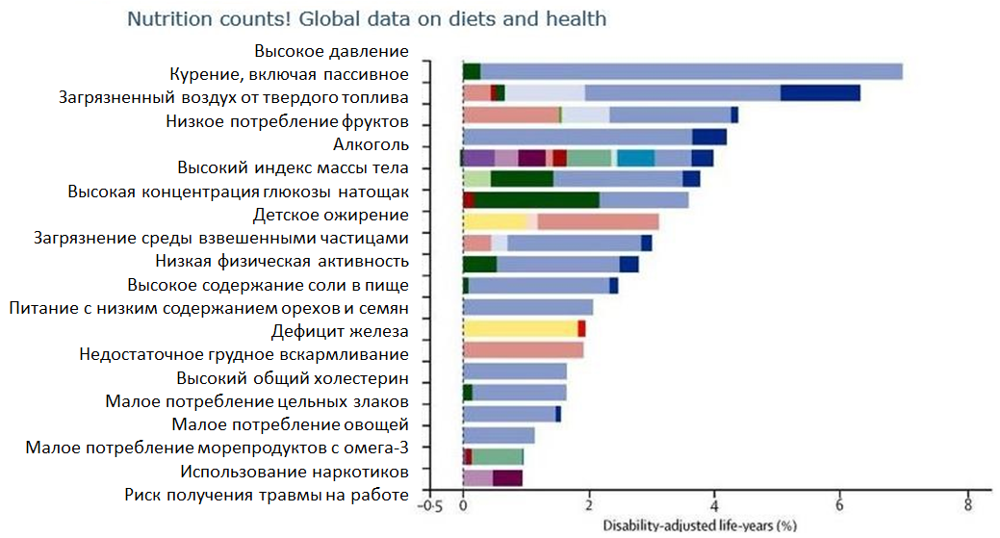 Nutrition counts! Global data on diets and health
Высокое давление
Курение, включая пассивное
Загрязненный воздух от твердого топлива
Низкое потребление фруктов
Алкоголь
Высокий индекс массы тела
Высокая концентрация глюкозы натощак
Детское ожирение
Загрязнение среды взвешенными частицами
Низкая физическая активность
Высокое содержание соли в пище
Питание с низким содержанием орехов и семян
Дефицит железа
Недостаточное грудное вскармливание
Высокий общий холестерин
Малое потребление цельных злаков
Малое потребление овощей
Малое потребление морепродуктов с омега-3
Использование наркотиков
Риск получения травмы на работе
-0·5 0 2 4 6 8
Disability-adjusted life-years (%)